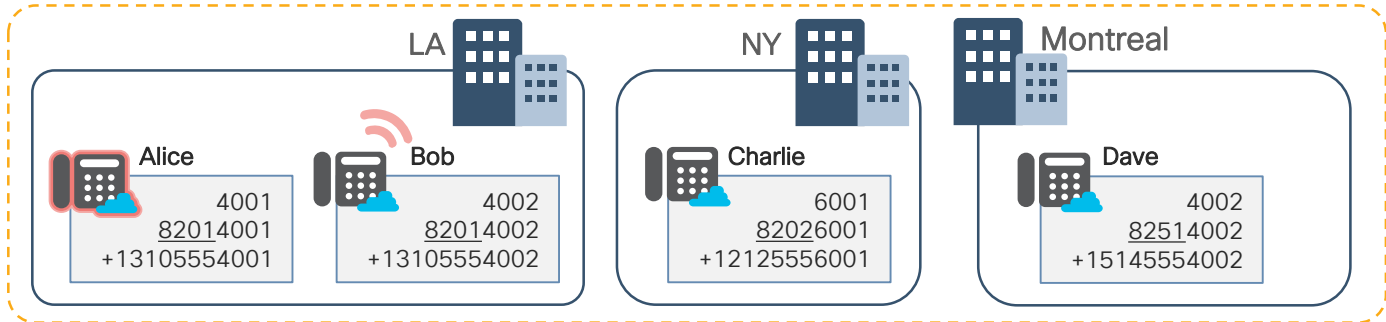 LA
NY
Montreal
Alice
4001
82014001
+13105554001
Bob
4002
82014002
+13105554002
Charlie
6001
82026001
+12125556001
Dave
4002
82514002
+15145554002